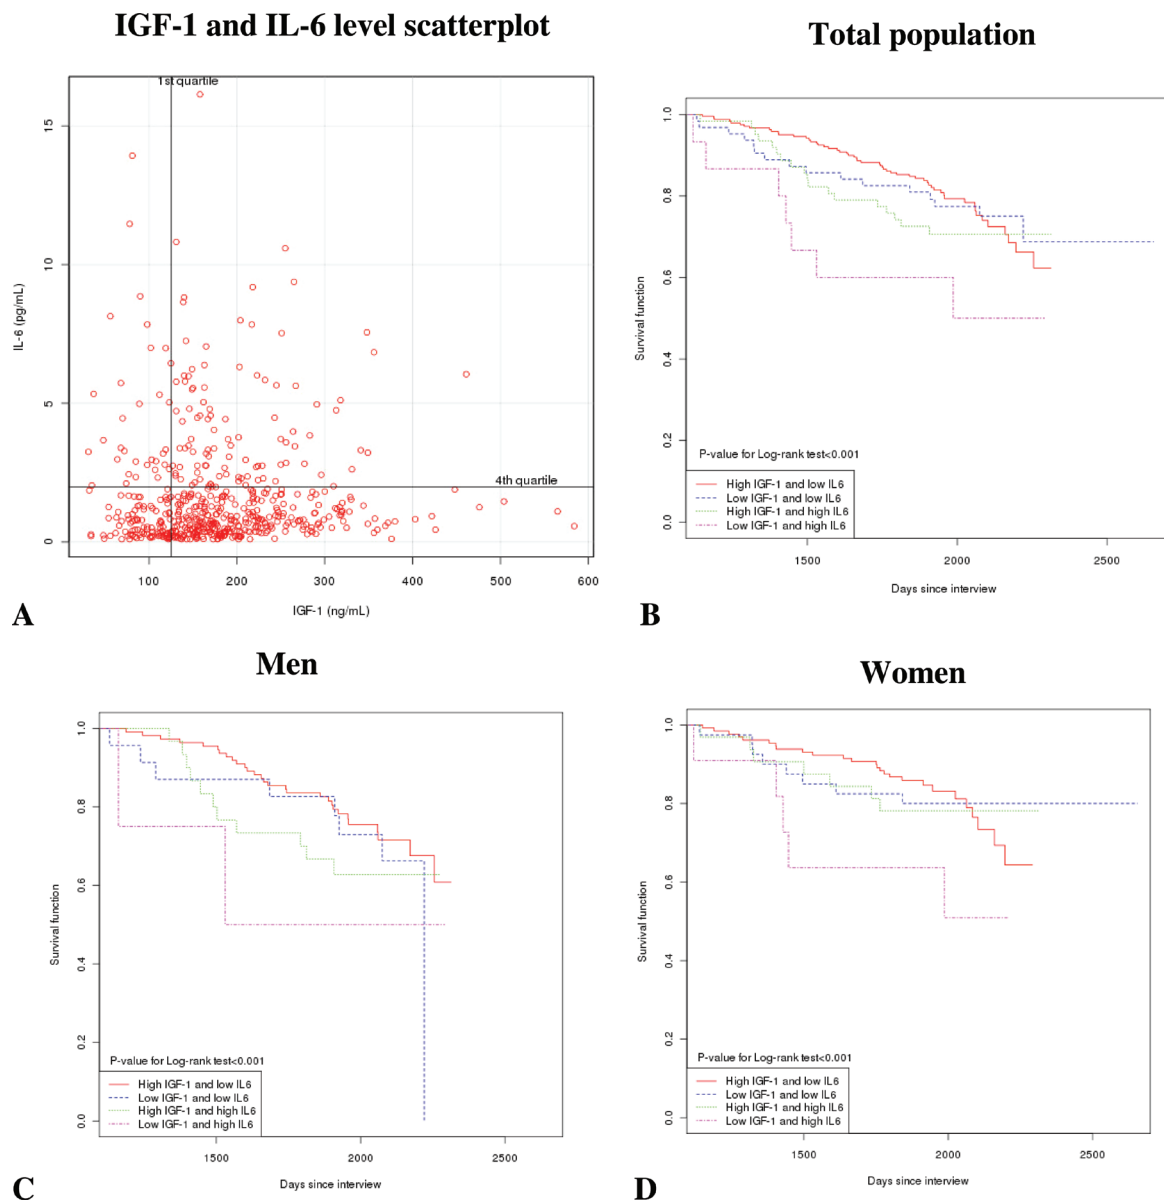 IGF-1 and IL-6 level scatterplot
1st quartile
4th quartile
15
10
5
0
IL-6 (pg/mL)
100 200 300 400 500 600
IGF-1 (ng/mL)
A
Total population
1.0
0.8
0.6
0.4
0.2
0.0
Survival function
P-value for Log-rank test<0.001
High IGF-1 and low IL6
Low IGF-1 and low IL6
High IGF-1 and high IL6
Low IGF-1 and high IL6
1500 2000 2500
Days since interview
B
Men
1.0
0.8
0.6
0.4
0.2
0.0
Survival function
P-value for Log-rank test<0.001
High IGF-1 and low IL6
Low IGF-1 and low IL6
High IGF-1 and high IL6
Low IGF-1 and high IL6
1500 2000 2500
Days since interview
C
Women
1.0
0.8
0.6
0.4
0.2
0.0
Survival function
P-value for Log-rank test<0.001
High IGF-1 and low IL6
Low IGF-1 and low IL6
High IGF-1 and high IL6
Low IGF-1 and high IL6
1500 2000 2500
Days since interview
D